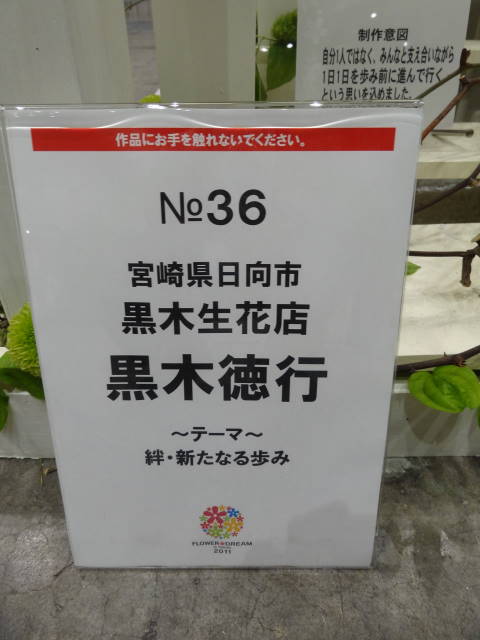 制作意図
自分1人ではなく、みんなと支え合いながら
1日1日を歩み前に進んで行く
という思いを込めました。
作品にお手を触れないでください。
№36
宮崎県日向市
黒木生花店
黒木徳行
〜テーマ〜
絆・新たなる歩み
FLOWER DREAM
2011